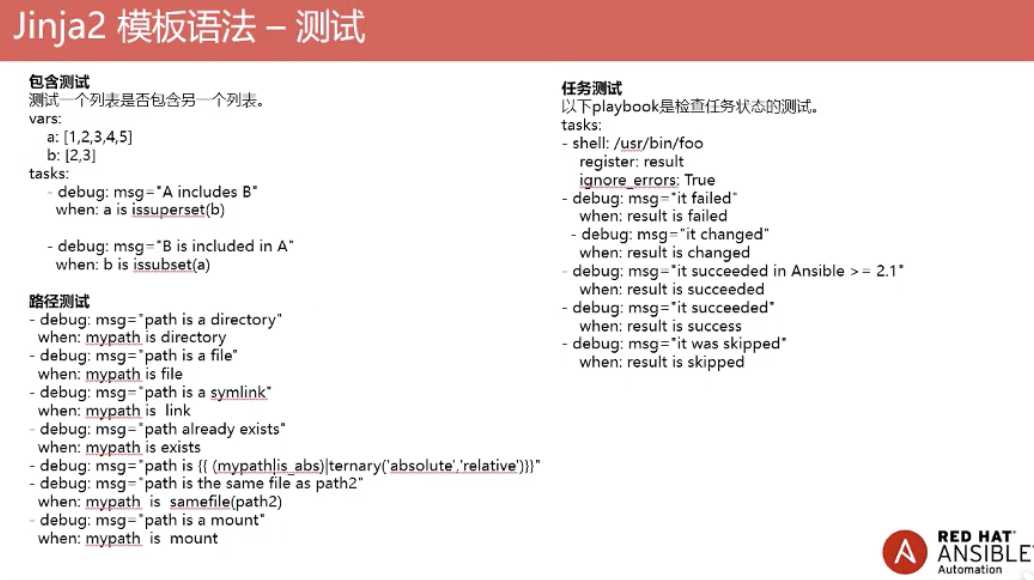 Jinja2 模板语法 – 测试
包含测试
测试一个列表是否包含另一个列表。
vars:
a: [1,2,3,4,5]
b: [2,3]
tasks:
- debug: msg="A includes B"
when: a is issuperset(b)
- debug: msg="B is included in A"
when: b is issubset(a)
路径测试
- debug: msg="path is a directory"
when: mypath is directory
- debug: msg="path is a file"
when: mypath is file
- debug: msg="path is a symlink"
when: mypath is link
- debug: msg="path already exists"
when: mypath is exists
- debug: msg="path is {{ (mypath|is_abs)|ternary('absolute','relative')}}"
- debug: msg="path is the same file as path2"
when: mypath is samefile(path2)
- debug: msg="path is a mount"
when: mypath is mount
任务测试
以下playbook是检查任务状态的测试。
tasks:
- shell: /usr/bin/foo
register: result
ignore_errors: True
- debug: msg="it failed"
when: result is failed
- debug: msg="it changed"
when: result is changed
- debug: msg="it succeeded in Ansible >= 2.1"
when: result is succeeded
- debug: msg="it succeeded"
when: result is success
- debug: msg="it was skipped"
when: result is skipped
RED HAT®
ANSIBLE
Automation